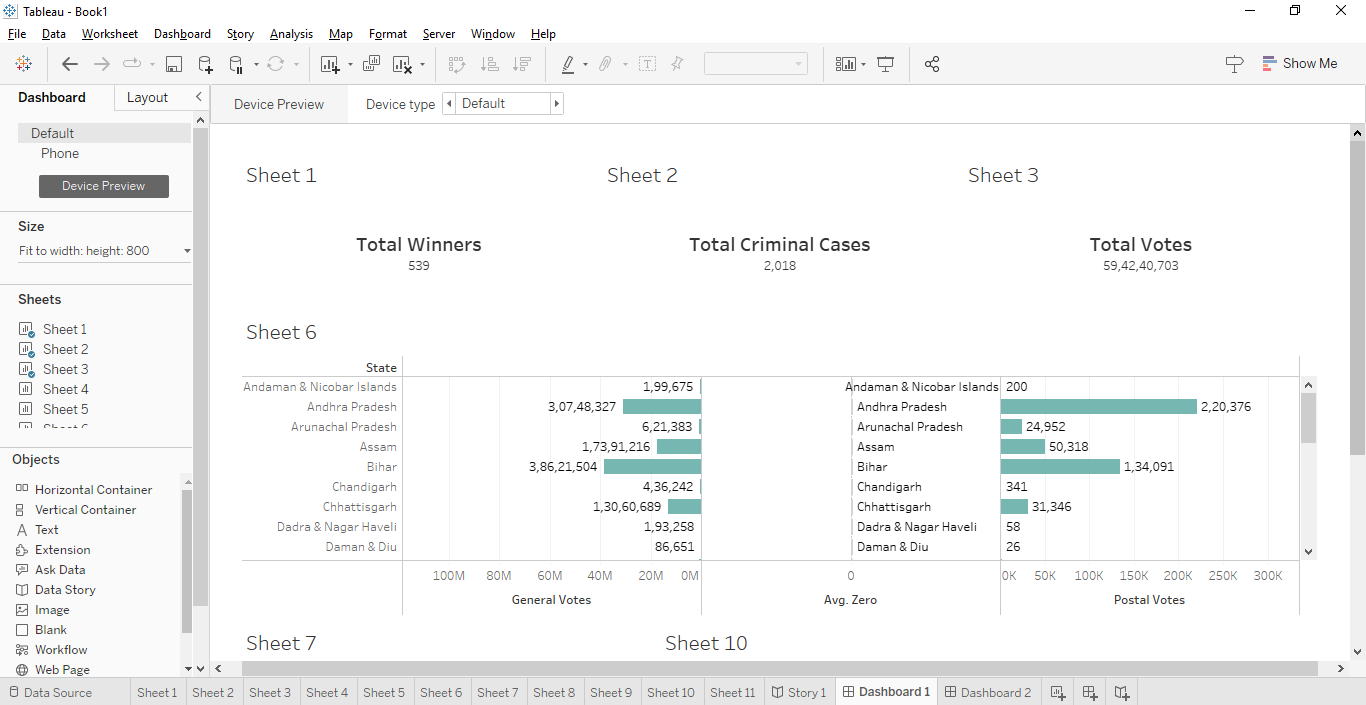 Tableau - Book1
File Data Worksheet Dashboard Story Analysis Map Format Server Window Help
Show Me
Dashboard Layout
Device Preview Device type Default
Default
Phone
Device Preview
Size
Fit to width: height: 800
Sheets
Sheet 1
Sheet 2
Sheet 3
Sheet 4
Sheet 5
Objects
Horizontal Container
Vertical Container
Text
Extension
Ask Data
Data Story
Image
Blank
Workflow
Web Page
Sheet 1 Sheet 2 Sheet 3
Total Winners Total Criminal Cases Total Votes
539 2,018 59,42,40,703
Sheet 6
State
Andaman & Nicobar Islands 1,99,675 Andaman & Nicobar Islands 200
Andhra Pradesh 3,07,48,327 Andhra Pradesh 2,20,376
Arunachal Pradesh 6,21,383 Arunachal Pradesh 24,952
Assam 1,73,91,216 Assam 50,318
Bihar 3,86,21,504 Bihar 1,34,091
Chandigarh 4,36,242 Chandigarh 341
Chhattisgarh 1,30,60,689 Chhattisgarh 31,346
Dadra & Nagar Haveli 1,93,258 Dadra & Nagar Haveli 58
Daman & Diu 86,651 Daman & Diu 26
100M 80M 60M 40M 20M 0M 0 0K 50K 100K 150K 200K 250K 300K
General Votes Avg. Zero Postal Votes
Sheet 7 Sheet 10
Data Source Sheet 1 Sheet 2 Sheet 3 Sheet 4 Sheet 5 Sheet 6 Sheet 7 Sheet 8 Sheet 9 Sheet 10 Sheet 11 Story 1 Dashboard 1 Dashboard 2